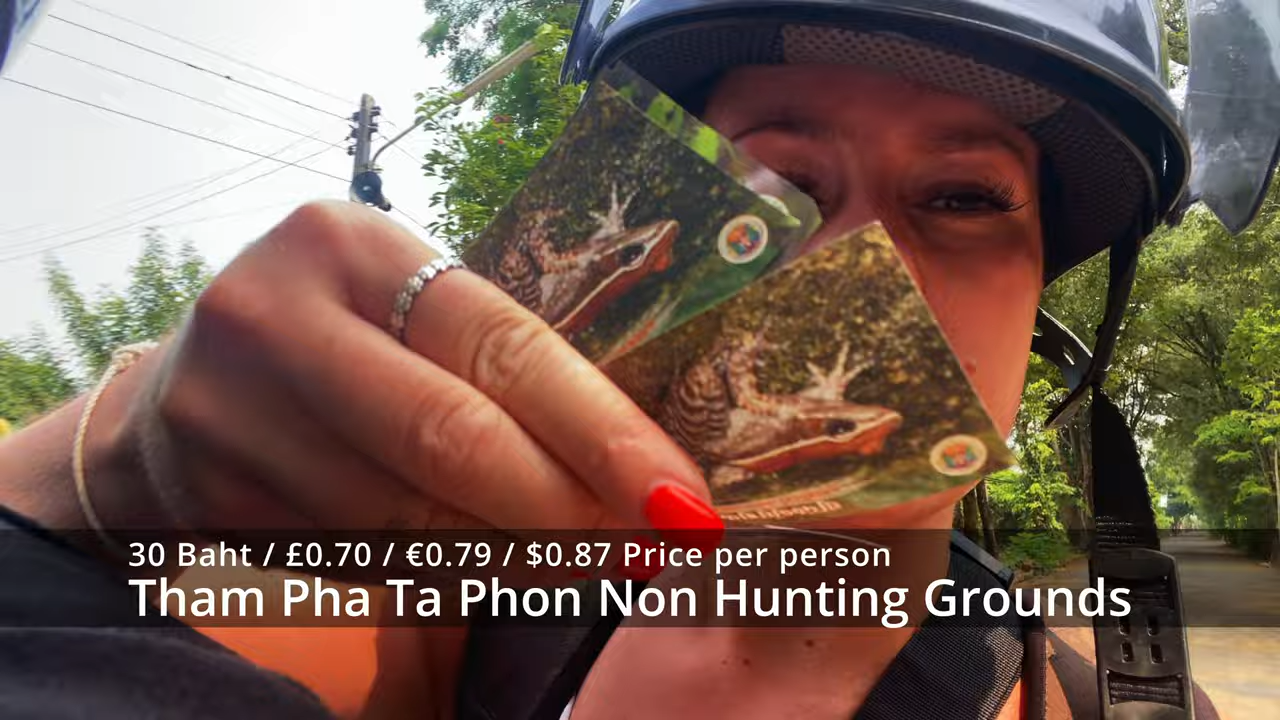 30 Baht / £0.70 / €0.79 / $0.87 Price per person
Tham Pha Ta Phon Non Hunting Grounds